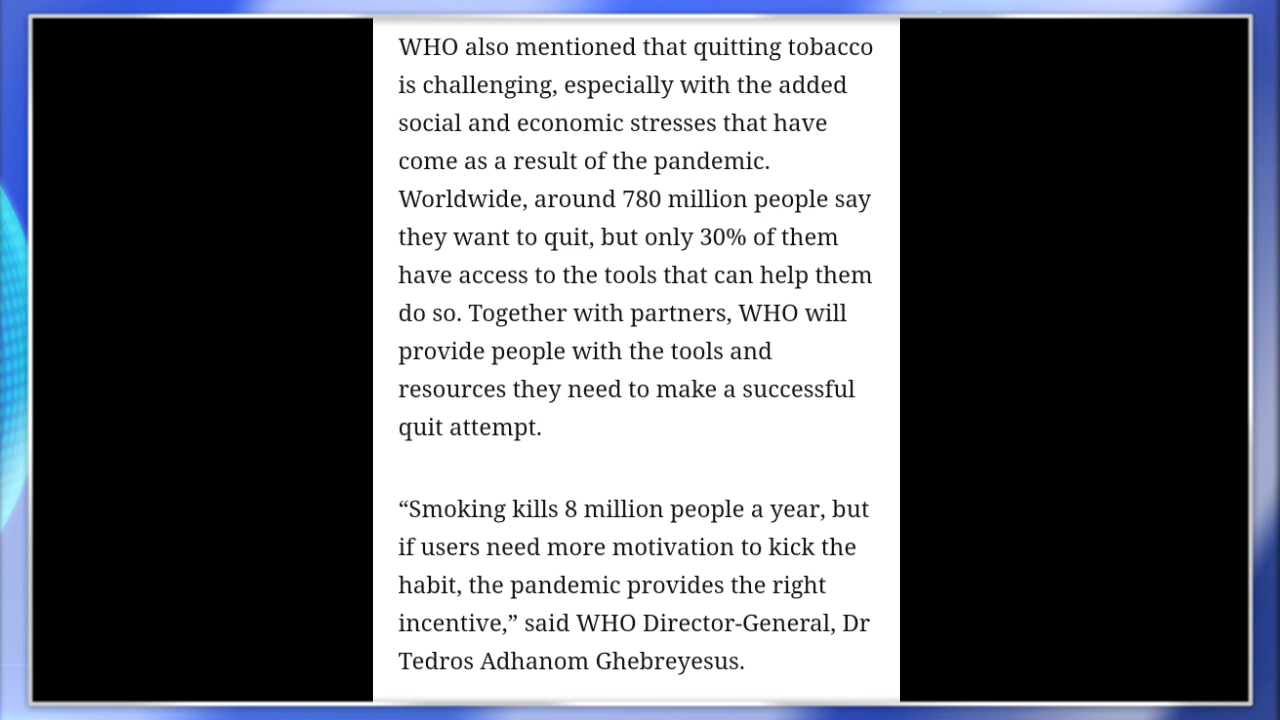 WHO also mentioned that quitting tobacco
is challenging, especially with the added
social and economic stresses that have
come as a result of the pandemic.
Worldwide, around 780 million people say
they want to quit, but only 30% of them
have access to the tools that can help them
do so. Together with partners, WHO will
provide people with the tools and
resources they need to make a successful
quit attempt.
“Smoking kills 8 million people a year, but
if users need more motivation to kick the
habit, the pandemic provides the right
incentive,” said WHO Director-General, Dr
Tedros Adhanom Ghebreyesus.